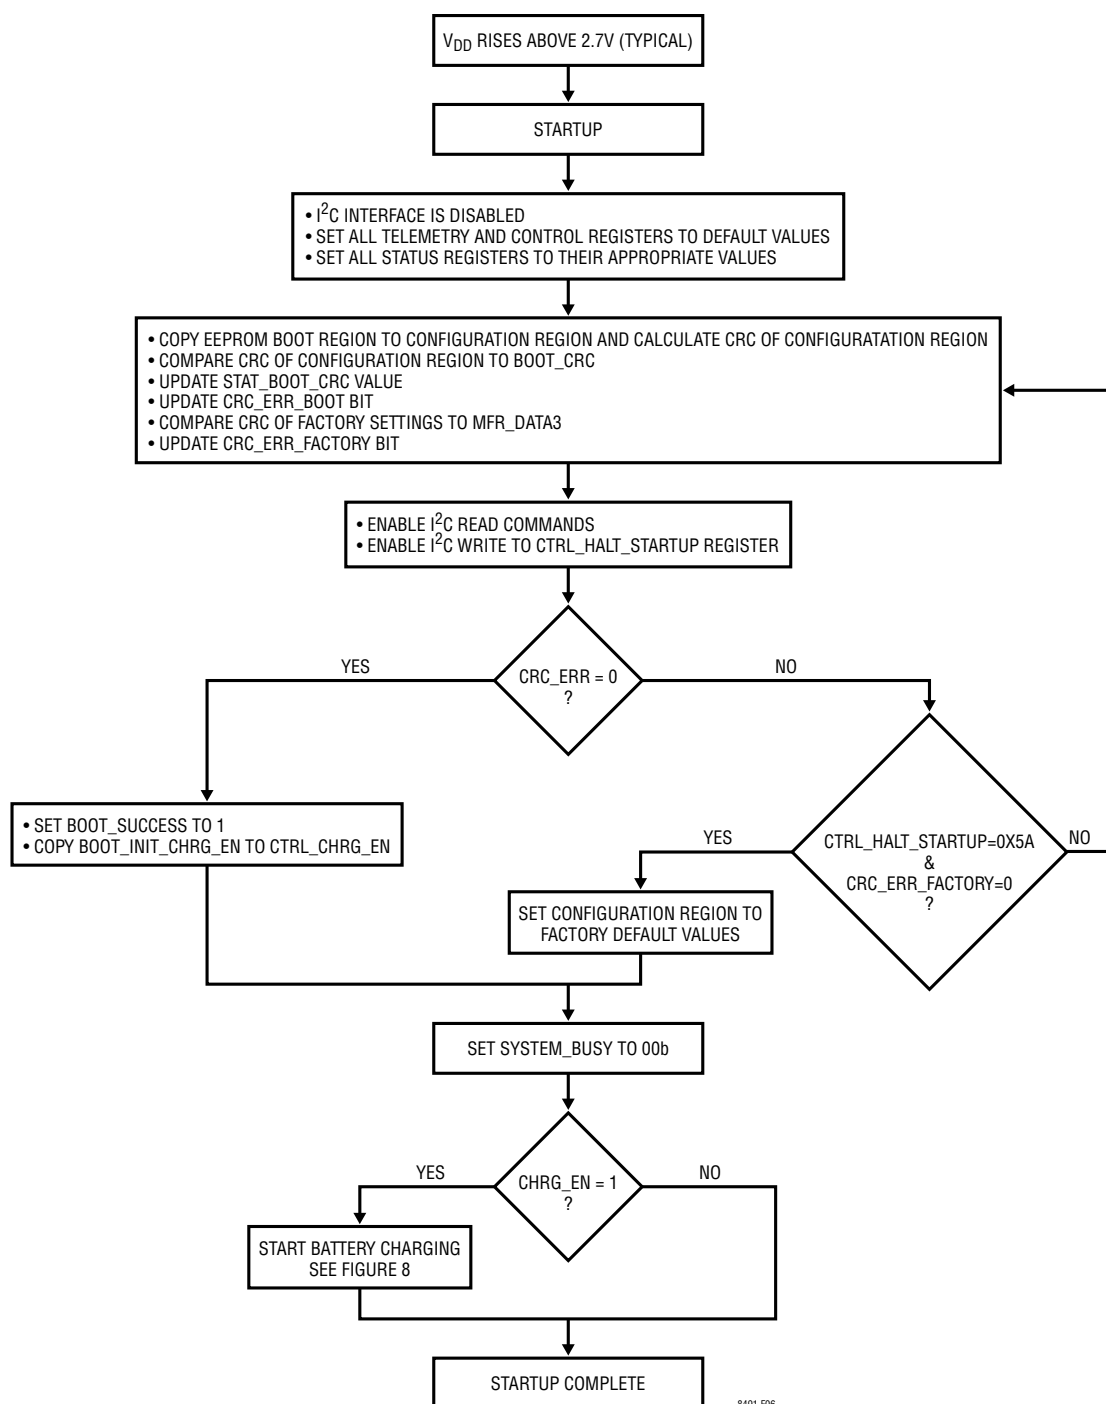 VDD RISES ABOVE 2.7V (TYPICAL)
STARTUP
• I2C INTERFACE IS DISABLED
• SET ALL TELEMETRY AND CONTROL REGISTERS TO DEFAULT VALUES
• SET ALL STATUS REGISTERS TO THEIR APPROPRIATE VALUES
• COPY EEPROM BOOT REGION TO CONFIGURATION REGION AND CALCULATE CRC OF CONFIGURATATION REGION
• COMPARE CRC OF CONFIGURATION REGION TO BOOT_CRC
• UPDATE STAT_BOOT_CRC VALUE
• UPDATE CRC_ERR_BOOT BIT
• COMPARE CRC OF FACTORY SETTINGS TO MFR_DATA3
• UPDATE CRC_ERR_FACTORY BIT
• ENABLE I2C READ COMMANDS
• ENABLE I2C WRITE TO CTRL_HALT_STARTUP REGISTER
YES
CRC_ERR = 0
?
NO
• SET BOOT_SUCCESS TO 1
• COPY BOOT_INIT_CHRG_EN TO CTRL_CHRG_EN
YES
CTRL_HALT_STARTUP=0X5A
&
CRC_ERR_FACTORY=0
?
NO
SET CONFIGURATION REGION TO
FACTORY DEFAULT VALUES
SET SYSTEM_BUSY TO 00b
YES
CHRG_EN = 1
?
NO
START BATTERY CHARGING
SEE FIGURE 8
STARTUP COMPLETE
8491 F06